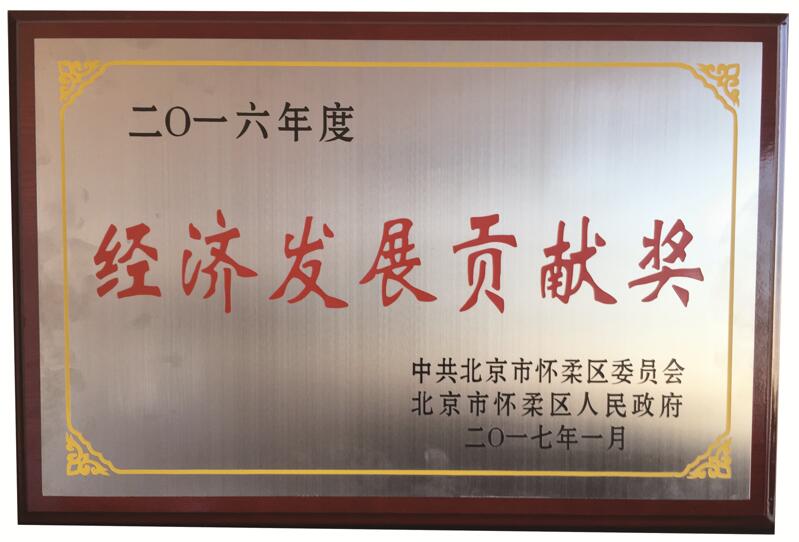 二〇一六年度
经济发展贡献奖
中共北京市怀柔区委员会
北京市怀柔区人民政府
二〇一七年一月